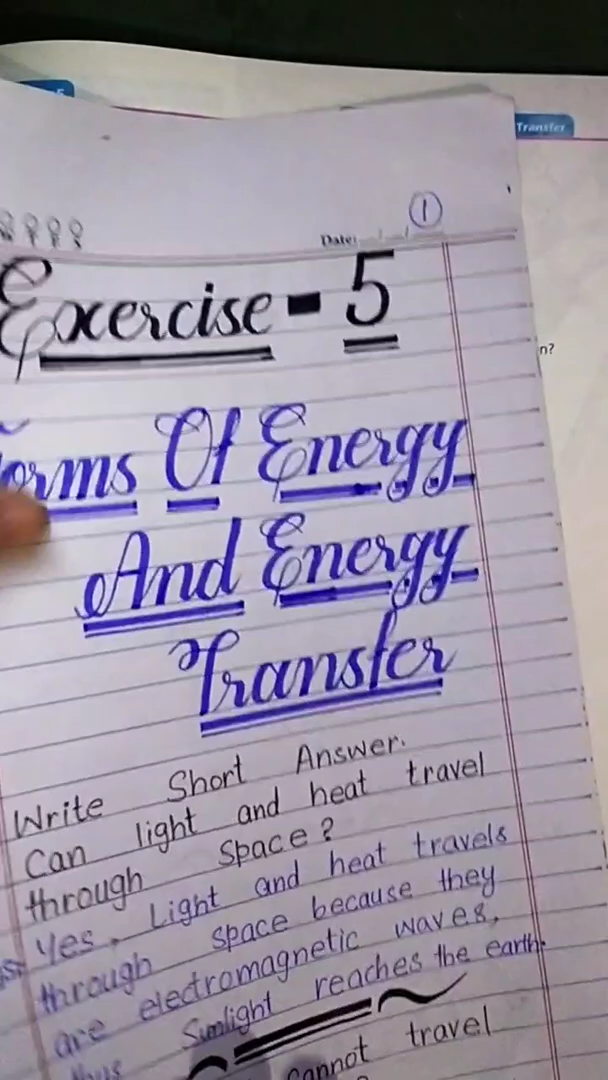 Transfer
1
Date:
Exercise - 5
n?
Forms Of Energy
And Energy
Transfer
Write Short Answer.
Can light and heat travel
through space?
Yes, Light and heat travels
through space because they
are electromagnetic waves,
thus Sunlight reaches the earth.
cannot travel